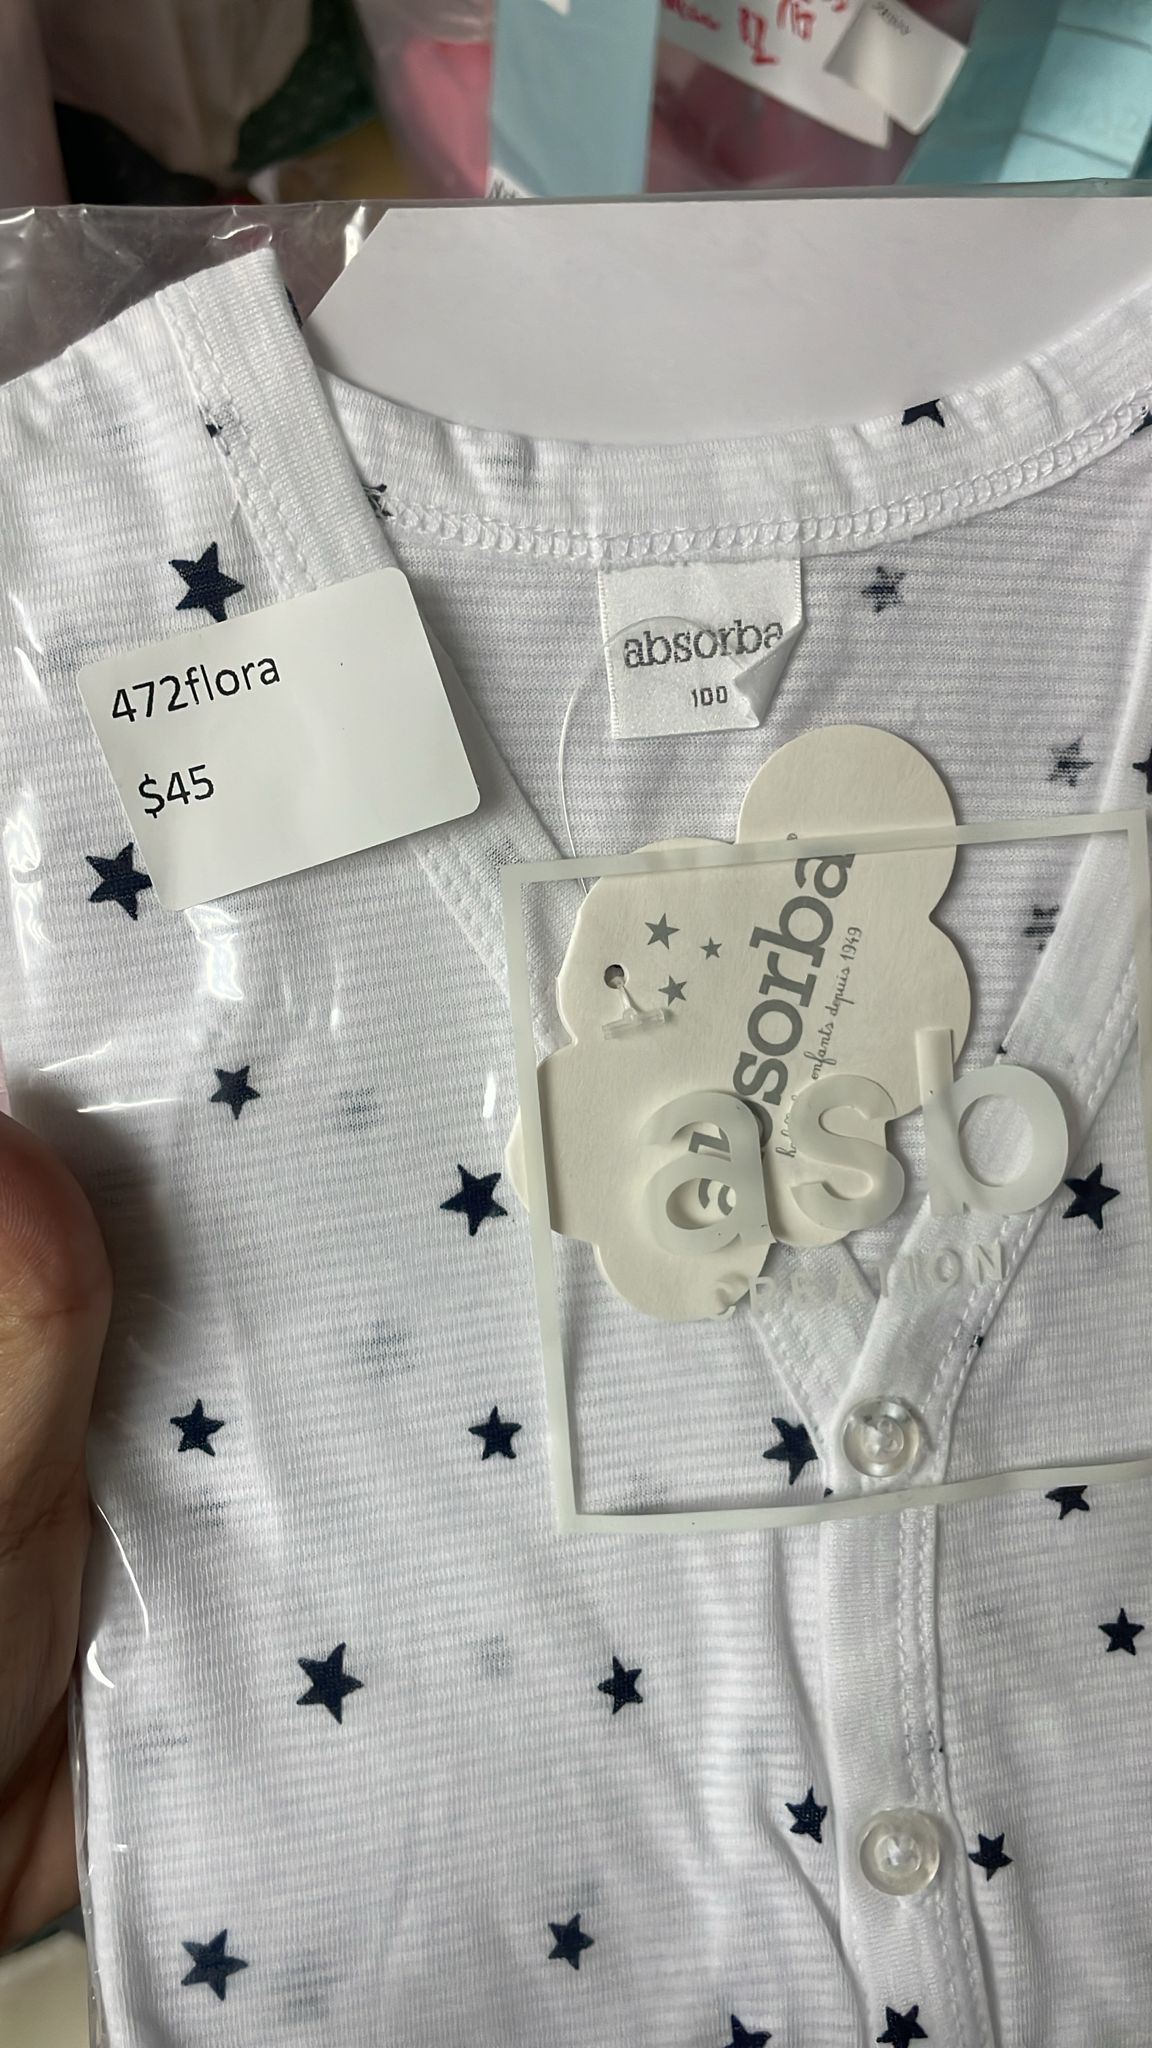 472flora
$45
absorba
100
absorba
enfants depuis 1949
asb
CREATION